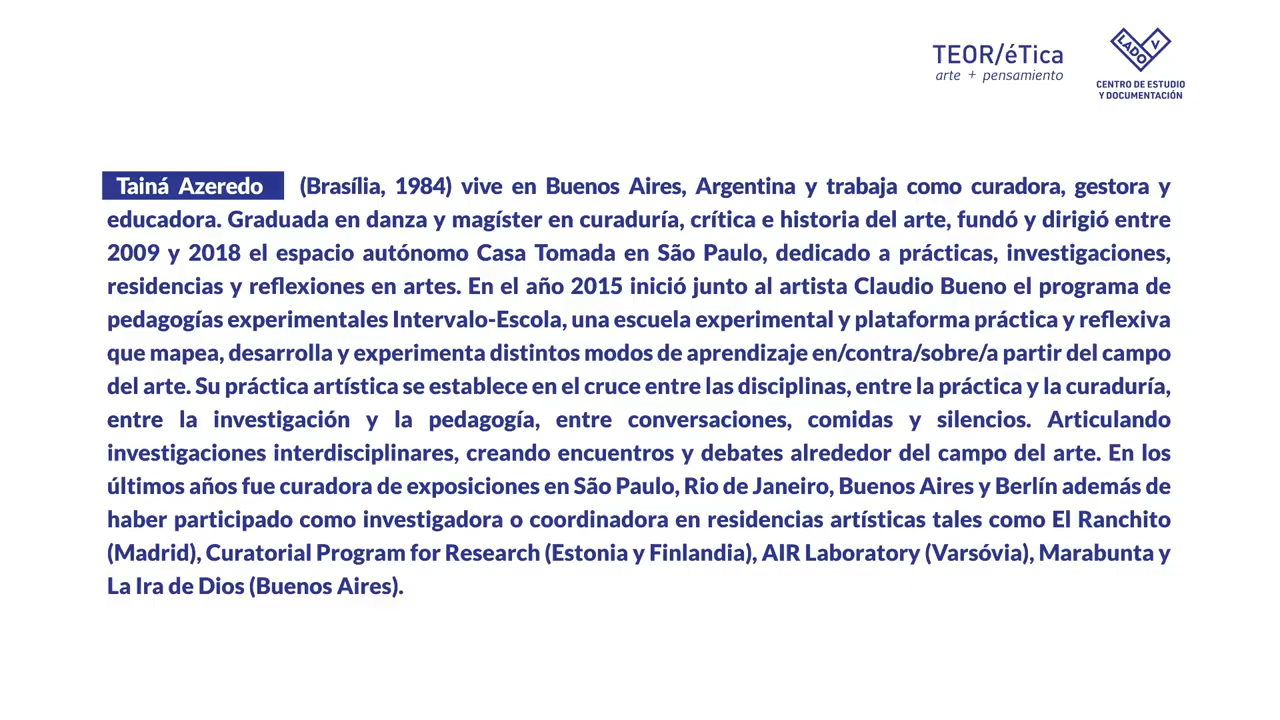 TEOR/éTica
arte + pensamiento
LADO V
CENTRO DE ESTUDIO
Y DOCUMENTACIÓN
Tainá Azeredo (Brasília, 1984) vive en Buenos Aires, Argentina y trabaja como curadora, gestora y
educadora. Graduada en danza y magíster en curaduría, crítica e historia del arte, fundó y dirigió entre
2009 y 2018 el espacio autónomo Casa Tomada en São Paulo, dedicado a prácticas, investigaciones,
residencias y reflexiones en artes. En el año 2015 inició junto al artista Claudio Bueno el programa de
pedagogías experimentales Intervalo-Escola, una escuela experimental y plataforma práctica y reflexiva
que mapea, desarrolla y experimenta distintos modos de aprendizaje en/contra/sobre/a partir del campo
del arte. Su práctica artística se establece en el cruce entre las disciplinas, entre la práctica y la curaduría,
entre la investigación y la pedagogía, entre conversaciones, comidas y silencios. Articulando
investigaciones interdisciplinares, creando encuentros y debates alrededor del campo del arte. En los
últimos años fue curadora de exposiciones en São Paulo, Rio de Janeiro, Buenos Aires y Berlín además de
haber participado como investigadora o coordinadora en residencias artísticas tales como El Ranchito
(Madrid), Curatorial Program for Research (Estonia y Finlandia), AIR Laboratory (Varsóvia), Marabunta y
La Ira de Dios (Buenos Aires).